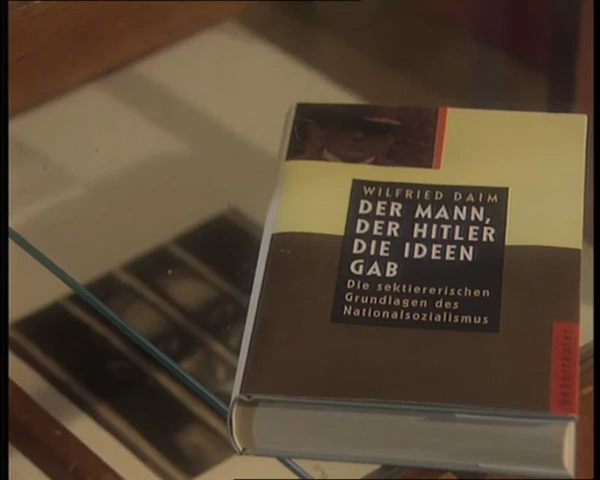 WILFRIED DAIM
DER MANN,
DER HITLER
DIE IDEEN
GAB
Die sektiererischen
Grundlagen des
Nationalsozialismus